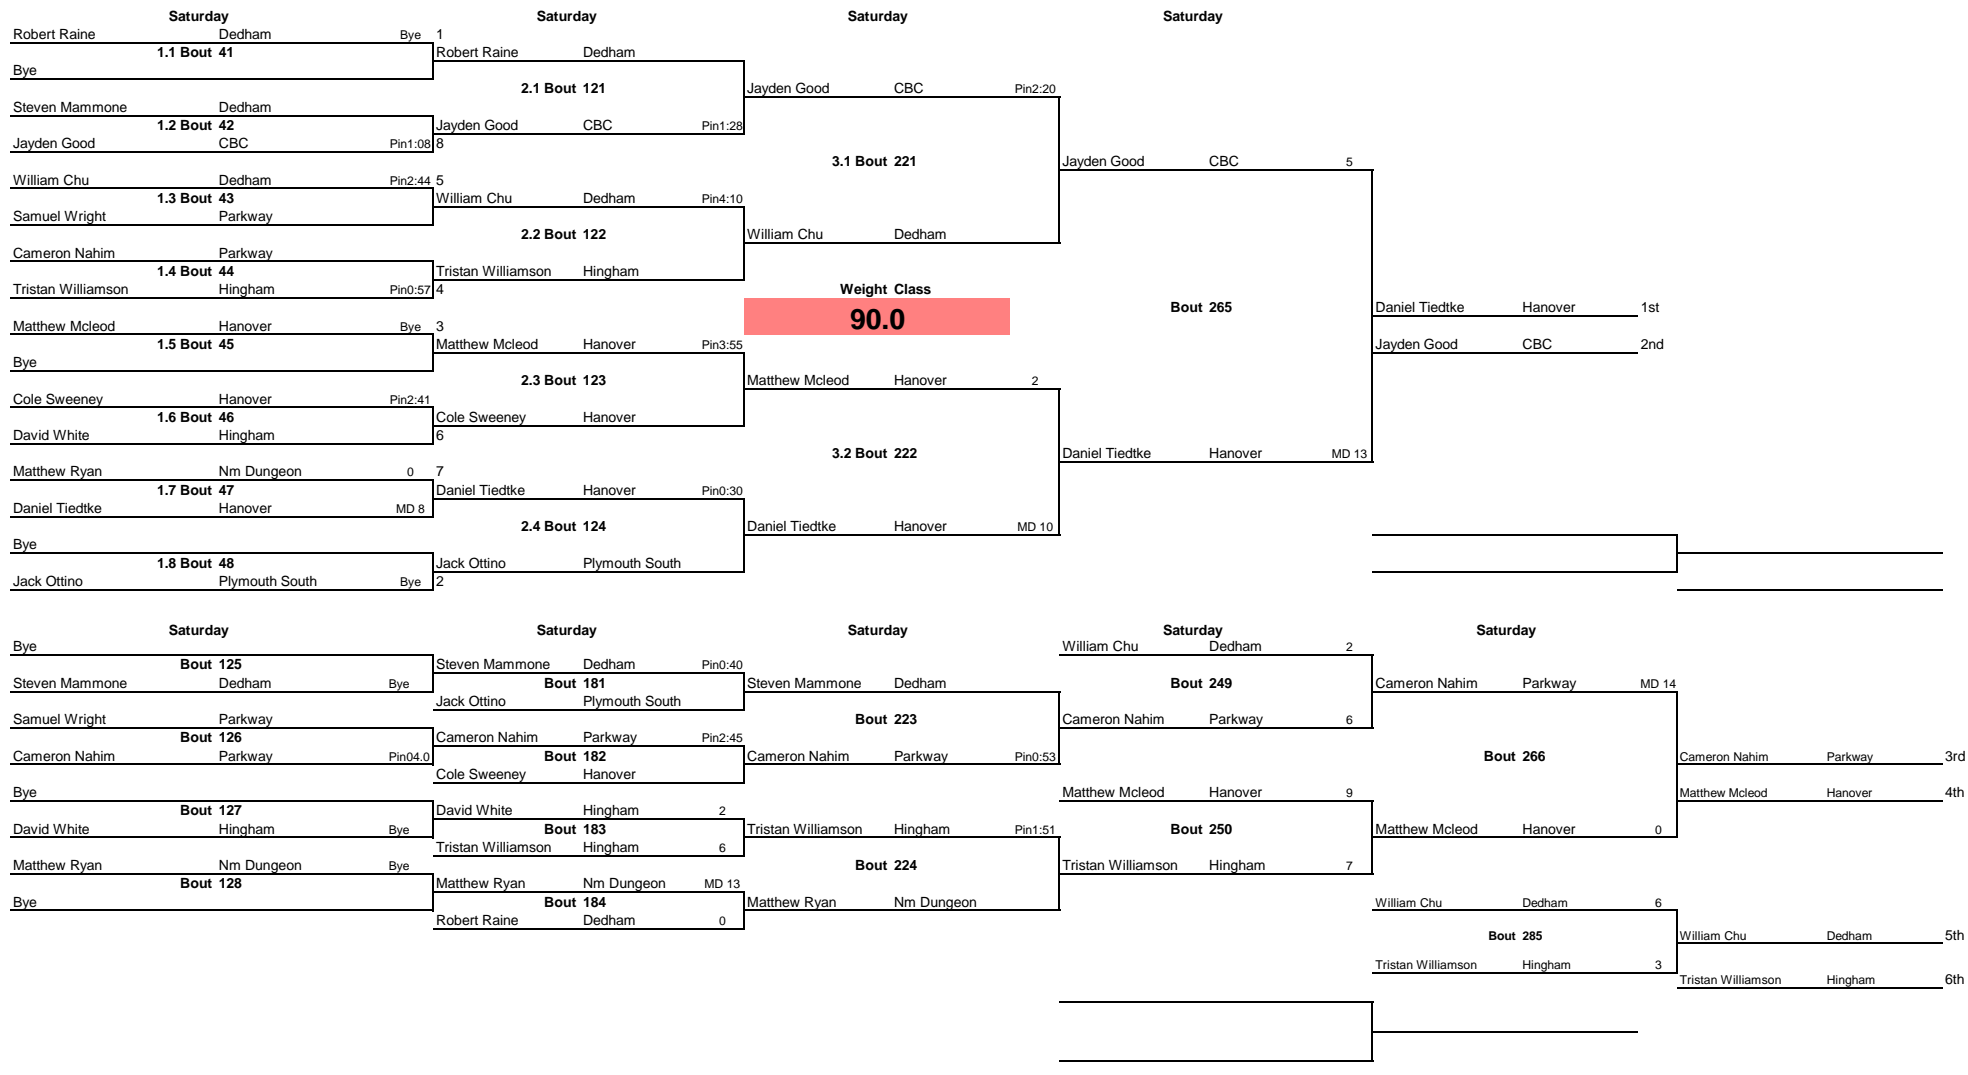 Saturday Saturday Saturday Saturday
Robert Raine Dedham Bye 1
1.1 Bout 41 Robert Raine Dedham
Bye
2.1 Bout 121 Jayden Good CBC Pin2:20
Steven Mammone Dedham
1.2 Bout 42 Jayden Good CBC Pin1:28
Jayden Good CBC Pin1:08 8
3.1 Bout 221 Jayden Good CBC 5
William Chu Dedham Pin2:44 5
1.3 Bout 43 William Chu Dedham Pin4:10
Samuel Wright Parkway
2.2 Bout 122 William Chu Dedham
Cameron Nahim Parkway
1.4 Bout 44 Tristan Williamson Hingham
Tristan Williamson Hingham Pin0:57 4 Weight Class
Bout 265 Daniel Tiedtke Hanover 1st
Matthew Mcleod Hanover Bye 3 90.0
1.5 Bout 45 Matthew Mcleod Hanover Pin3:55 Jayden Good CBC 2nd
Bye
2.3 Bout 123 Matthew Mcleod Hanover 2
Cole Sweeney Hanover Pin2:41
1.6 Bout 46 Cole Sweeney Hanover
David White Hingham 6
3.2 Bout 222 Daniel Tiedtke Hanover MD 13
Matthew Ryan Nm Dungeon 0 7
1.7 Bout 47 Daniel Tiedtke Hanover Pin0:30
Daniel Tiedtke Hanover MD 8
2.4 Bout 124 Daniel Tiedtke Hanover MD 10
Bye
1.8 Bout 48 Jack Ottino Plymouth South
Jack Ottino Plymouth South Bye 2
Saturday Saturday Saturday Saturday Saturday
Bye William Chu Dedham 2
Bout 125 Steven Mammone Dedham Pin0:40
Steven Mammone Dedham Bye Bout 181 Steven Mammone Dedham Bout 249 Cameron Nahim Parkway MD 14
Jack Ottino Plymouth South
Samuel Wright Parkway Bout 223 Cameron Nahim Parkway 6
Bout 126 Cameron Nahim Parkway Pin2:45
Cameron Nahim Parkway Pin04.0 Bout 182 Cameron Nahim Parkway Pin0:53 Bout 266 Cameron Nahim Parkway 3rd
Cole Sweeney Hanover
Bye Matthew Mcleod Hanover 9 Matthew Mcleod Hanover 4th
Bout 127 David White Hingham 2
David White Hingham Bye Bout 183 Tristan Williamson Hingham Pin1:51 Bout 250 Matthew Mcleod Hanover 0
Tristan Williamson Hingham 6
Matthew Ryan Nm Dungeon Bye Bout 224 Tristan Williamson Hingham 7
Bout 128 Matthew Ryan Nm Dungeon MD 13
Bye Bout 184 Matthew Ryan Nm Dungeon William Chu Dedham 6
Robert Raine Dedham 0
Bout 285 William Chu Dedham 5th
Tristan Williamson Hingham 3
Tristan Williamson Hingham 6th